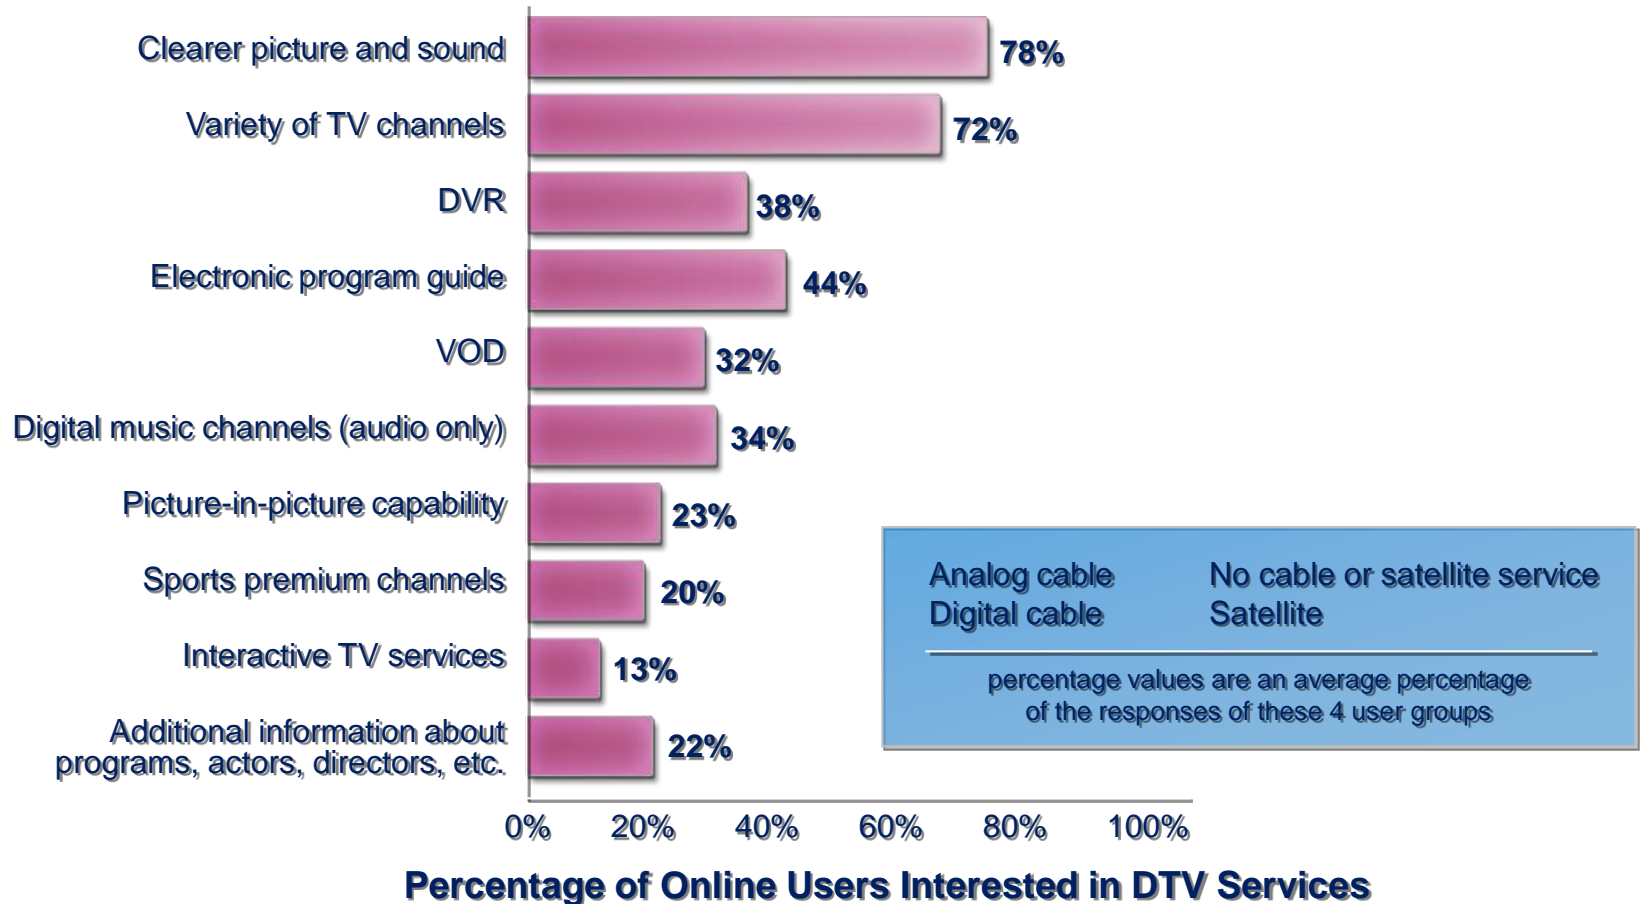 Clearer picture and sound
78%
Variety of TV channels
72%
DVR
38%
Electronic program guide
44%
VOD
32%
Digital music channels (audio only)
34%
Picture-in-picture capability
23%
Sports premium channels
20%
Interactive TV services
13%
Additional information about
programs, actors, directors, etc.
22%
Analog cable
No cable or satellite service
Digital cable
Satellite
percentage values are an average percentage
of the responses of these 4 user groups
0% 20% 40% 60% 80% 100%
Percentage of Online Users Interested in DTV Services